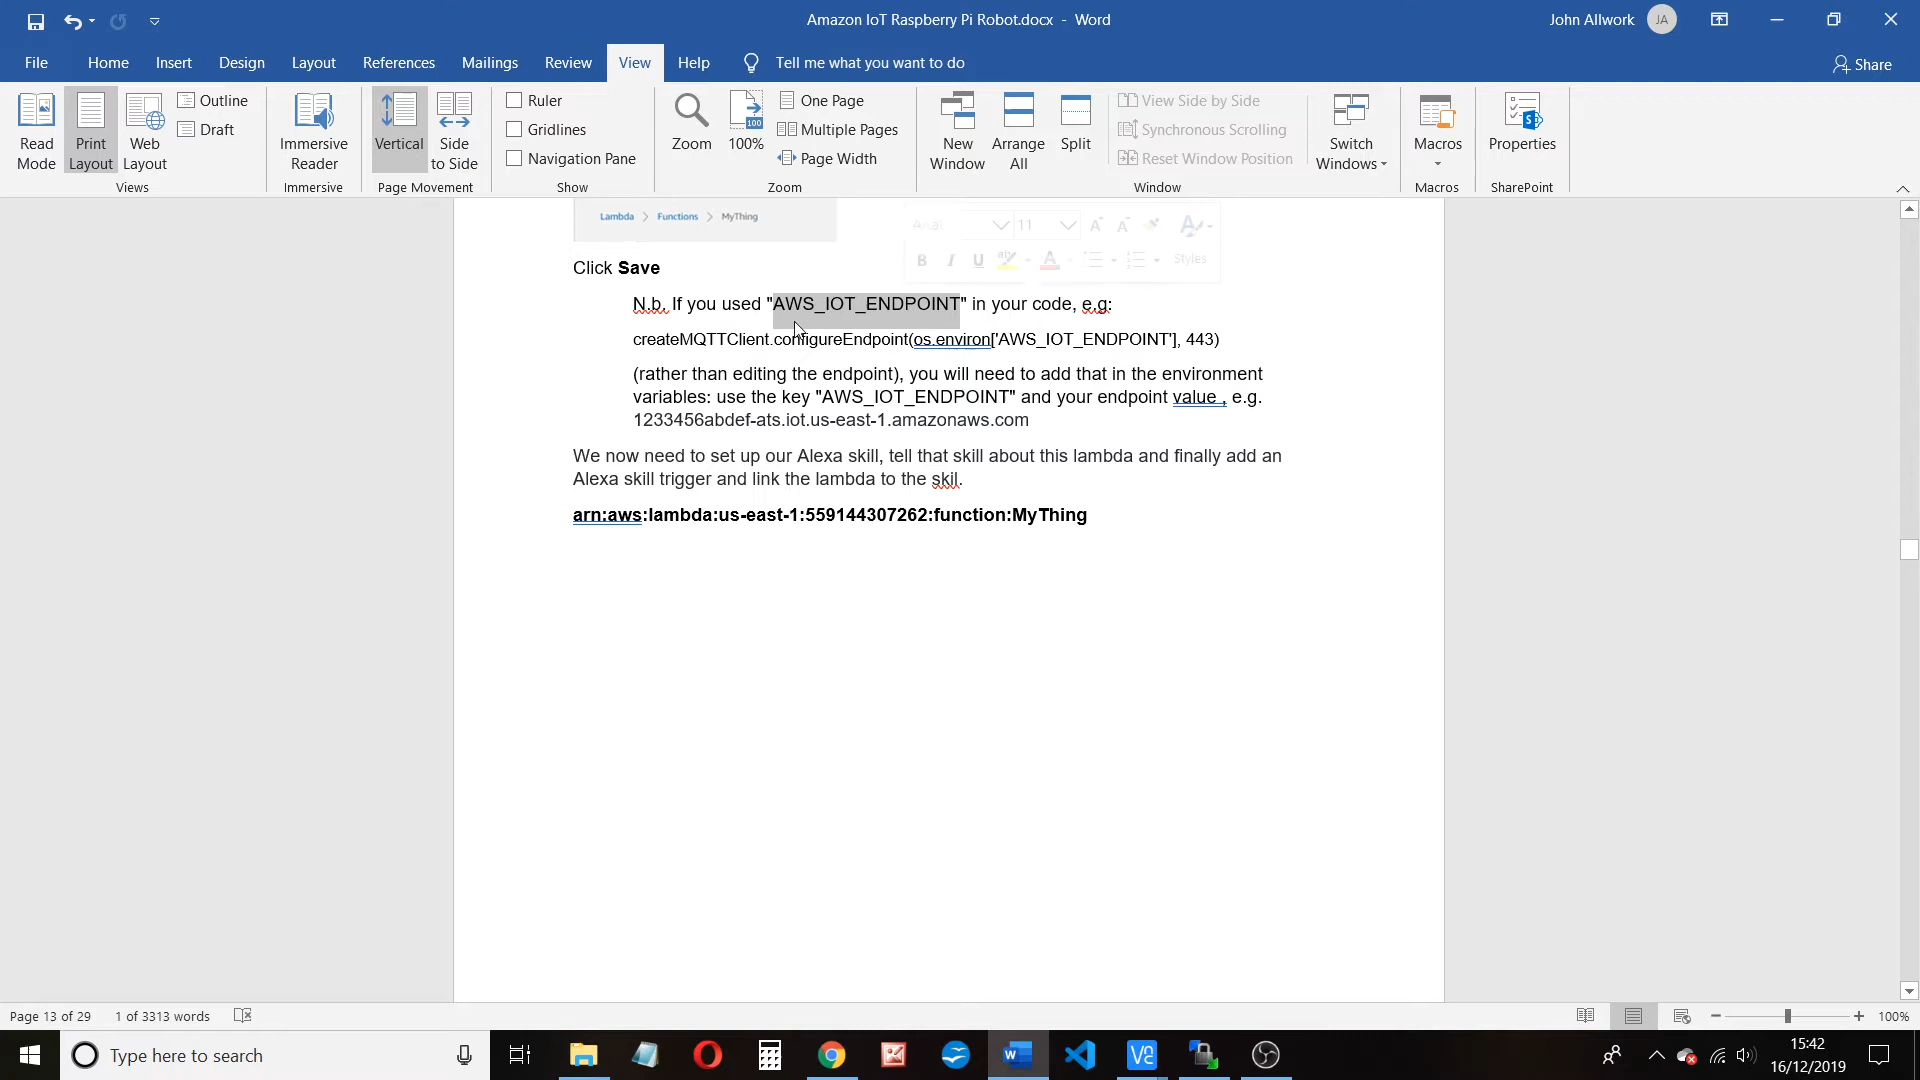 Amazon IoT Raspberry Pi Robot.docx - Word
John Allwork JA
File Home Insert Design Layout References Mailings Review View Help Tell me what you want to do Share
Read Mode
Print Layout
Web Layout
Outline
Draft
Views
Immersive Reader
Immersive
Vertical
Side to Side
Page Movement
Ruler
Gridlines
Navigation Pane
Show
Zoom
100
100%
One Page
Multiple Pages
Page Width
Zoom
New Window
Arrange All
Split
View Side by Side
Synchronous Scrolling
Reset Window Position
Switch Windows
Window
Macros
Macros
Properties
SharePoint
Lambda > Functions > MyThing
Arial 11 A A A
B I U ab A Styles
Click Save
N.b. If you used "AWS_IOT_ENDPOINT" in your code, e,g:
createMQTTClient.configureEndpoint(os.environ['AWS_IOT_ENDPOINT'], 443)
(rather than editing the endpoint), you will need to add that in the environment
variables: use the key "AWS_IOT_ENDPOINT" and your endpoint value , e.g.
1233456abdef-ats.iot.us-east-1.amazonaws.com
We now need to set up our Alexa skill, tell that skill about this lambda and finally add an
Alexa skill trigger and link the lambda to the skil.
arn:aws:lambda:us-east-1:559144307262:function:MyThing
Page 13 of 29 1 of 3313 words 100%
Type here to search
15:42
16/12/2019